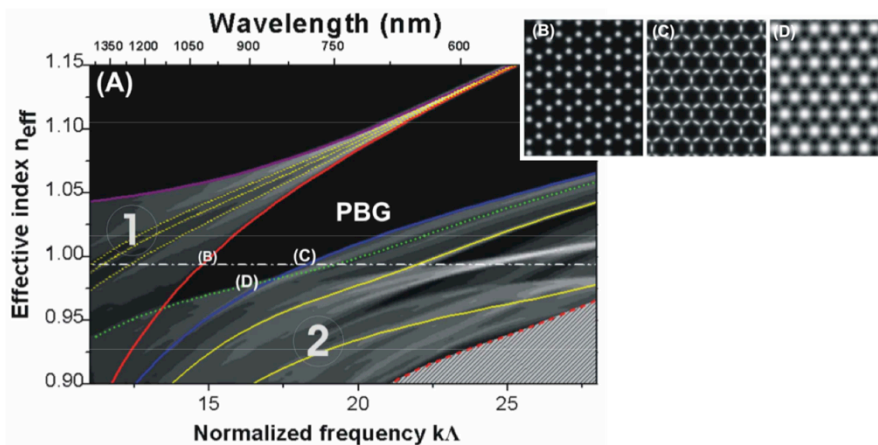 Wavelength (nm)
1350 1200 1050 900 750 600
(A)
(B) (C) (D)
Effective index n_eff
1.15
1.10
1.05
1.00
0.95
0.90
1
PBG
(B) (C)
(D)
2
15 20 25
Normalized frequency kΛ